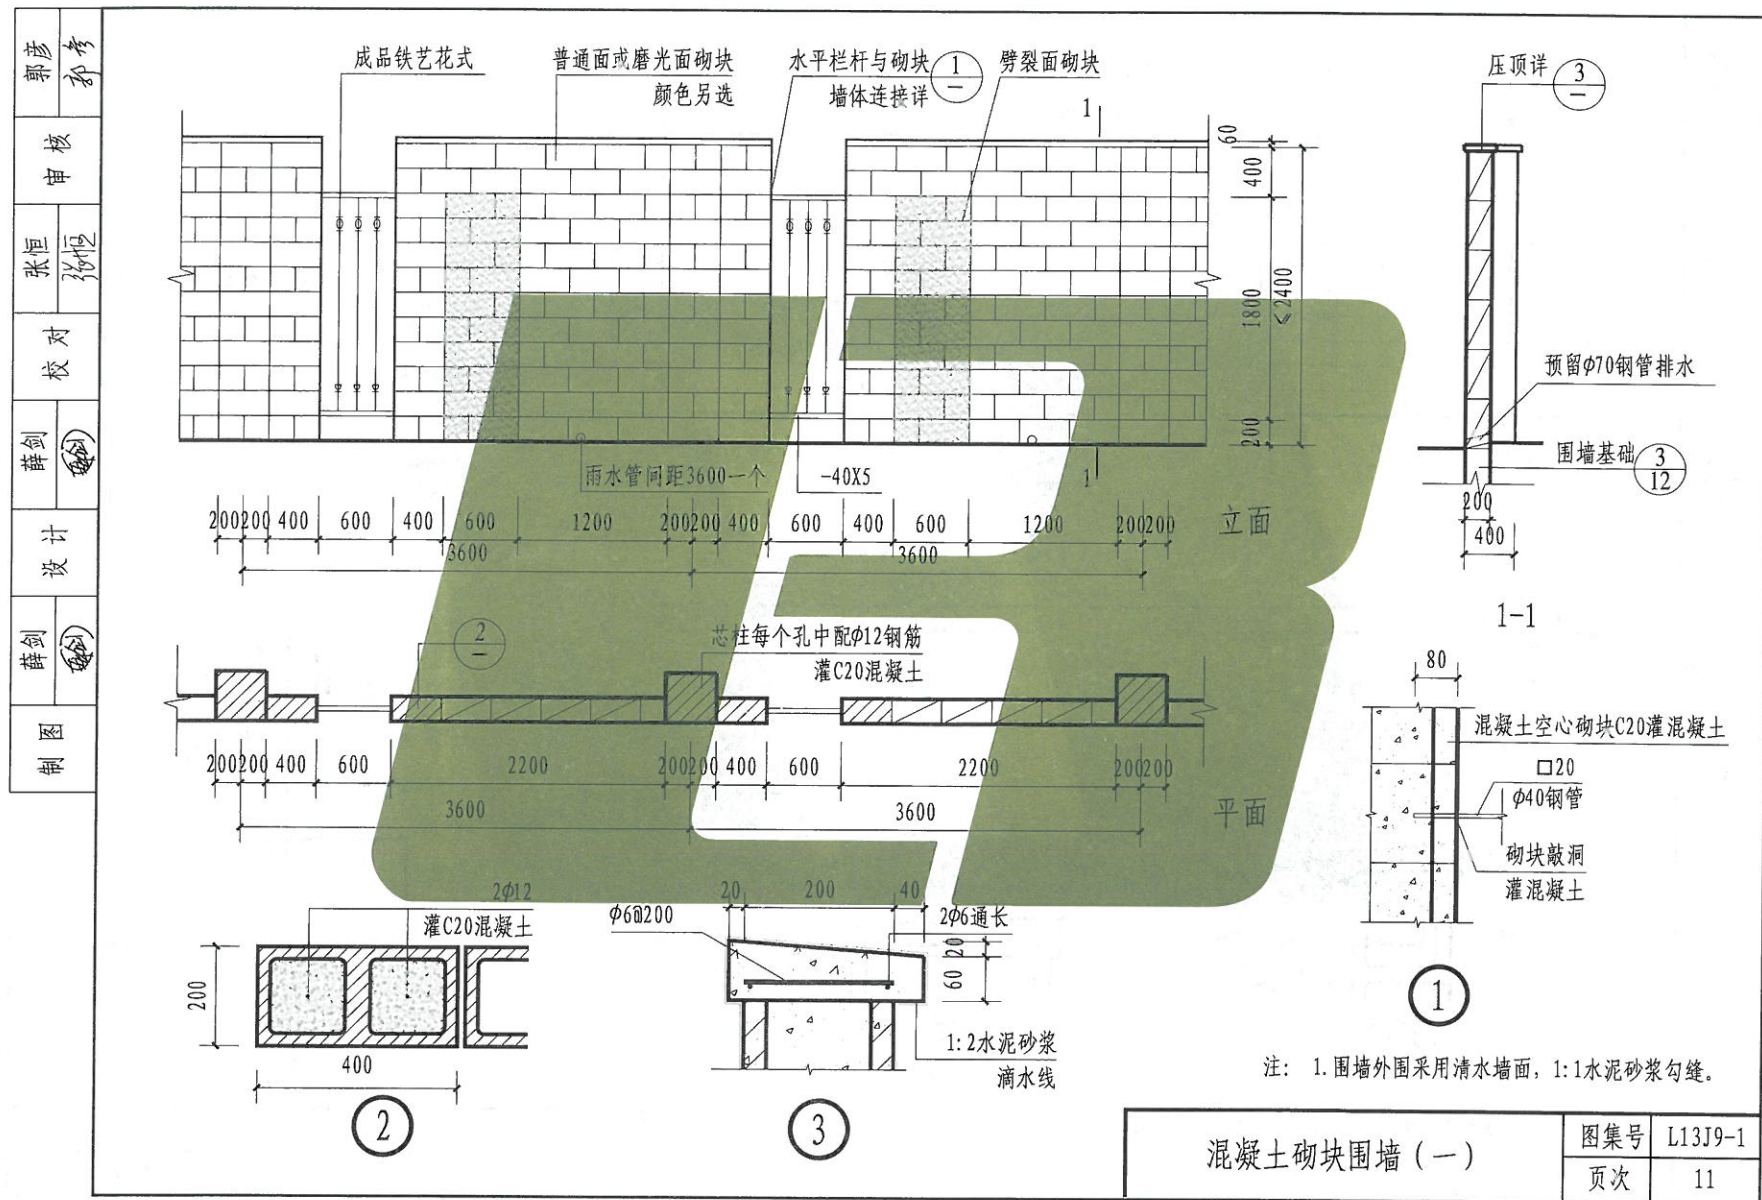 郭彦
审核
张恒
张恒
校对
薛剑
设计
薛剑
制图
成品铁艺花式
普通面或磨光面砌块
颜色另选
水平栏杆与砌块
墙体连接详
1
—
劈裂面砌块
1
60
400
1800
≤2400
200
雨水管间距3600一个
-40X5
1
200 200 400 600 400 600 1200 200 200 400 600 400 600 1200 200 200
3600 3600
立面
压顶详
3
—
预留φ70钢管排水
围墙基础
3
12
200
400
1-1
2
—
芯柱每个孔中配φ12钢筋
灌C20混凝土
200 200 400 600 2200 200 200 400 600 2200 200 200
3600 3600
平面
80
混凝土空心砌块C20灌混凝土
□20
φ40钢管
砌块敲洞
灌混凝土
1
2φ12
灌C20混凝土
200
400
2
20 200 40
φ6@200
2φ6通长
20
60
1:2水泥砂浆
滴水线
3
注: 1.围墙外围采用清水墙面, 1:1水泥砂浆勾缝。
混凝土砌块围墙(一)
图集号 L13J9-1
页次 11